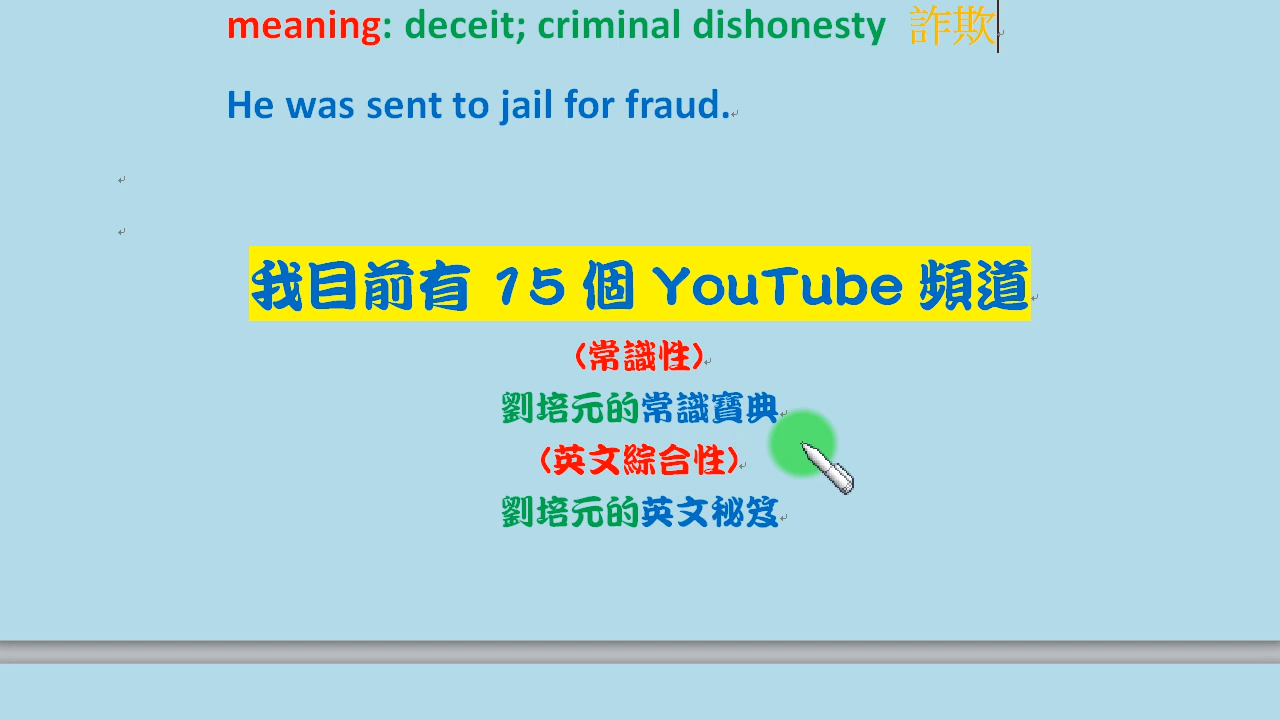 meaning: deceit; criminal dishonesty 詐欺
He was sent to jail for fraud.
我目前有 15 個 YouTube 頻道
(常識性)
劉培元的常識寶典
(英文綜合性)
劉培元的英文秘笈